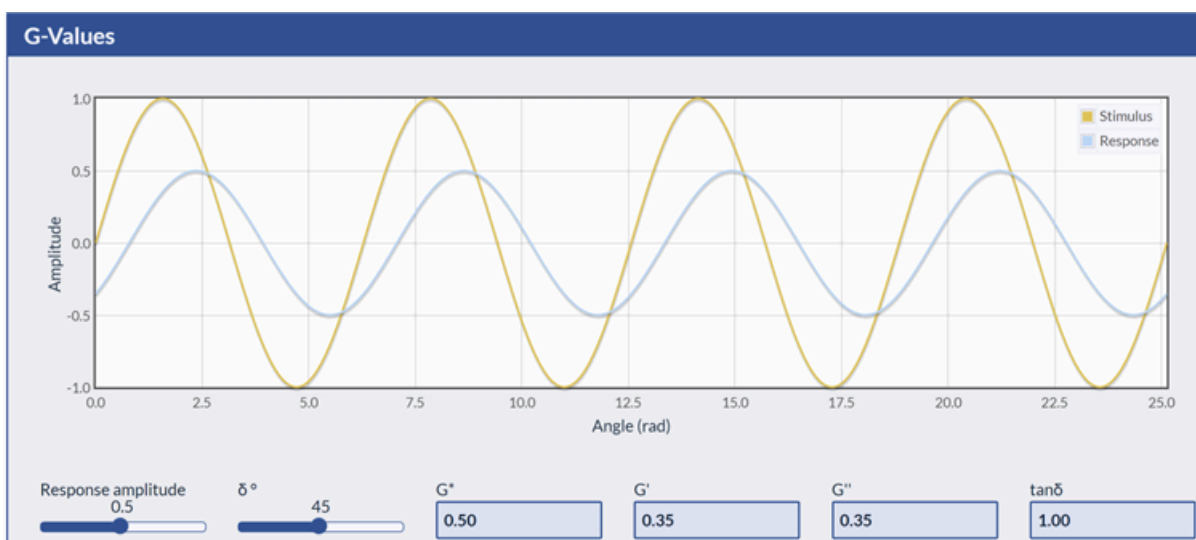 G-Values
1.0
0.5
0.0
-0.5
-1.0
Amplitude
Stimulus
Response
0.0 2.5 5.0 7.5 10.0 12.5 15.0 17.5 20.0 22.5 25.0
Angle (rad)
Response amplitude δ ° G* G' G'' tanδ
0.5 45
0.50 0.35 0.35 1.00